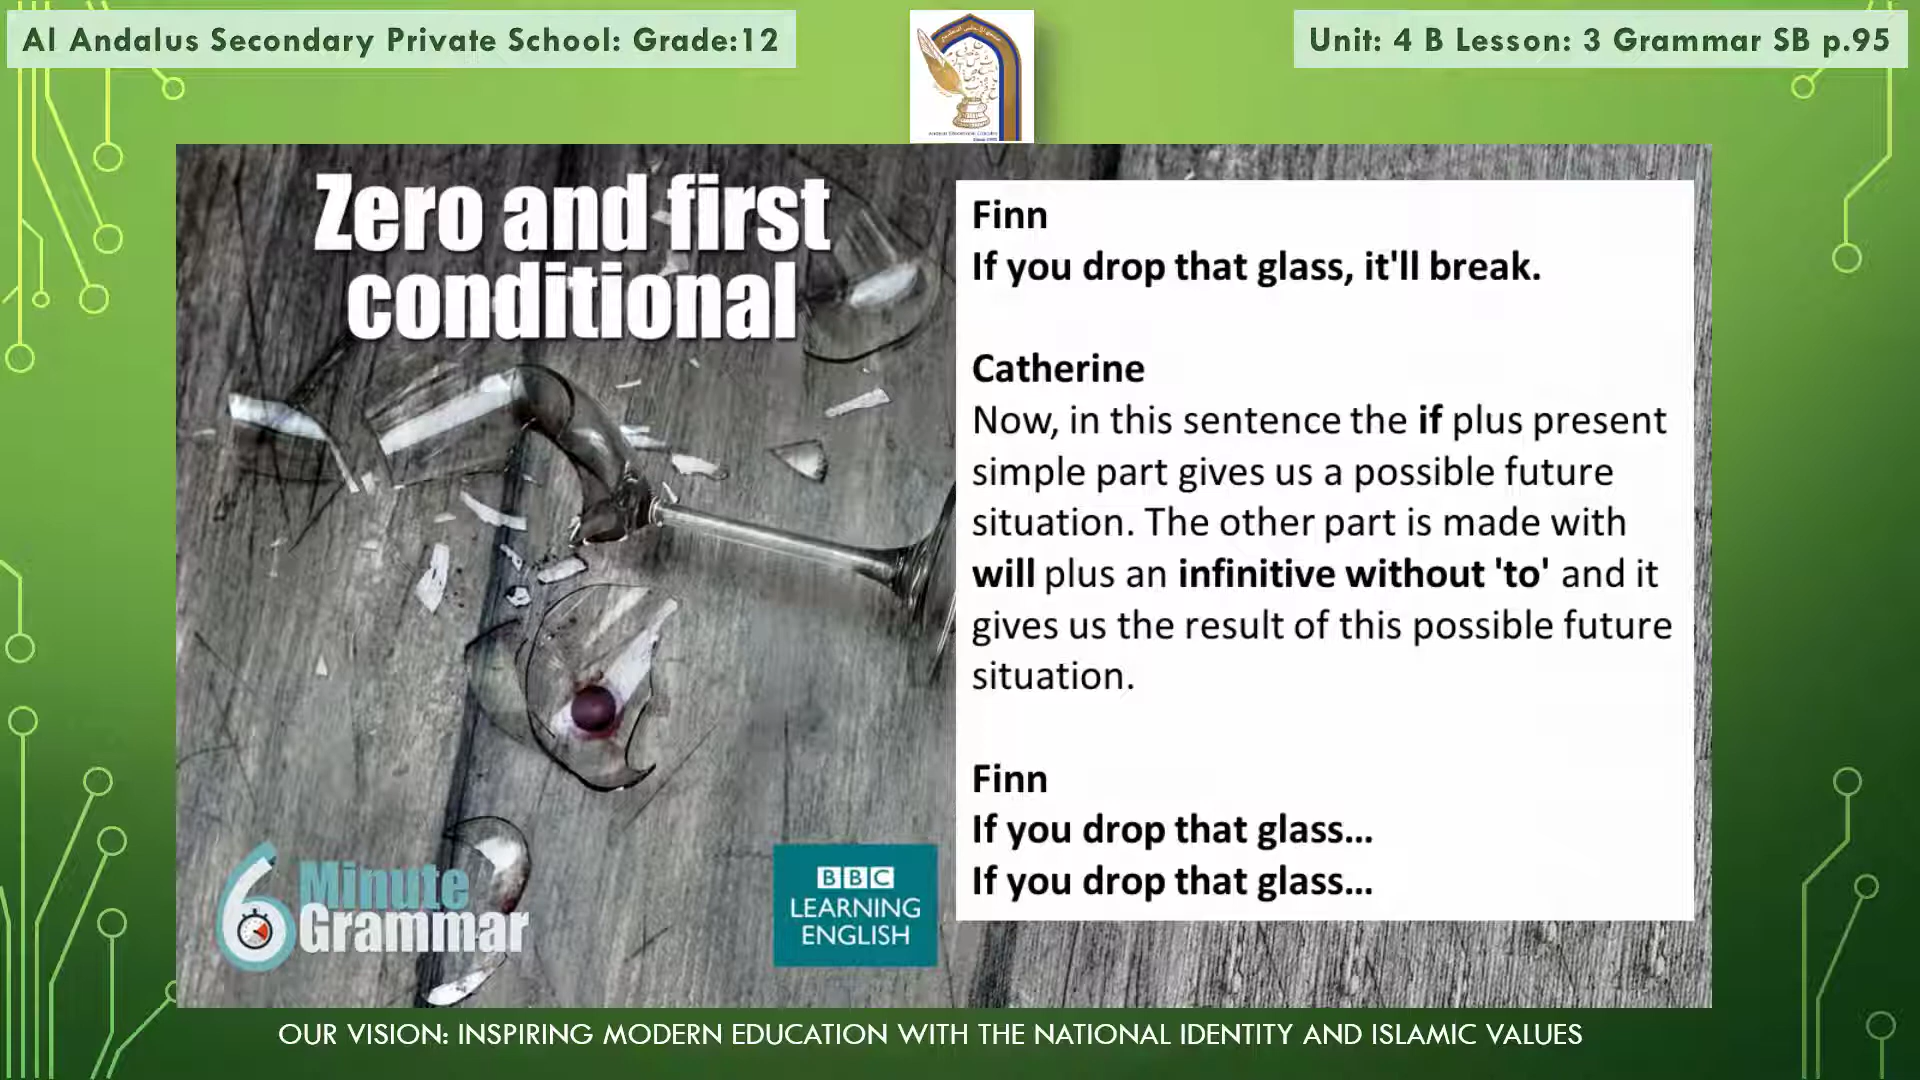 Al Andalus Secondary Private School: Grade:12
Unit: 4 B Lesson: 3 Grammar SB p.95
Zero and first
conditional
Finn
If you drop that glass, it'll break.
Catherine
Now, in this sentence the if plus present
simple part gives us a possible future
situation. The other part is made with
will plus an infinitive without 'to' and it
gives us the result of this possible future
situation.
Finn
If you drop that glass...
If you drop that glass...
6 Minute
Grammar
BBC
LEARNING
ENGLISH
OUR VISION: INSPIRING MODERN EDUCATION WITH THE NATIONAL IDENTITY AND ISLAMIC VALUES